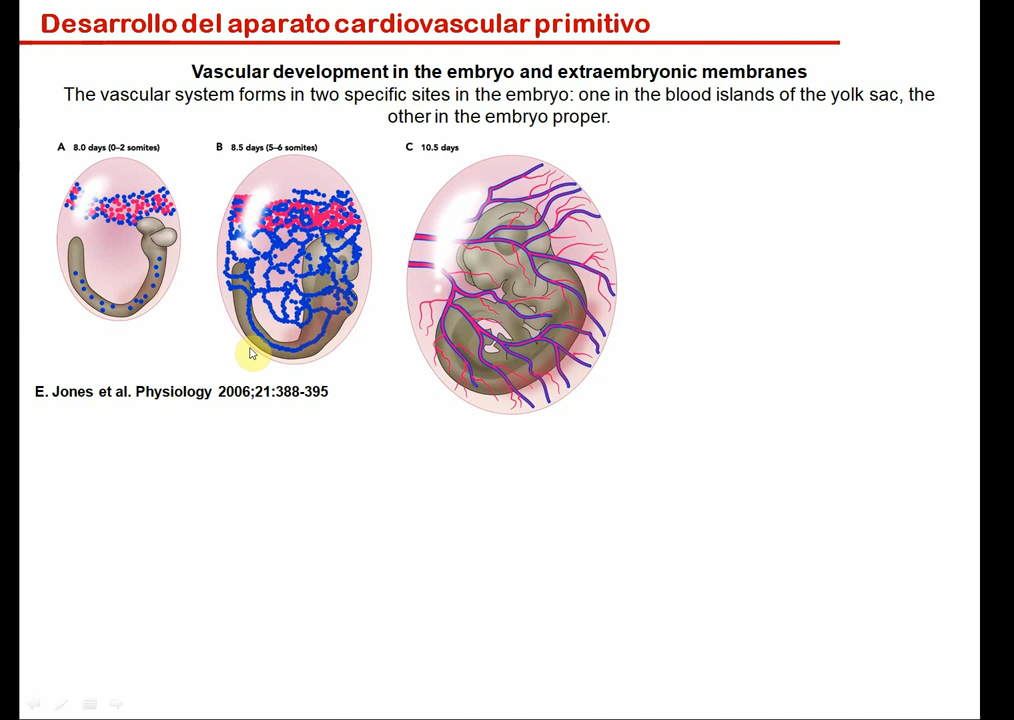 Desarrollo del aparato cardiovascular primitivo
Vascular development in the embryo and extraembryonic membranes
The vascular system forms in two specific sites in the embryo: one in the blood islands of the yolk sac, the
other in the embryo proper.
A 8.0 days (0–2 somites)
B 8.5 days (5–6 somites)
C 10.5 days
E. Jones et al. Physiology 2006;21:388-395